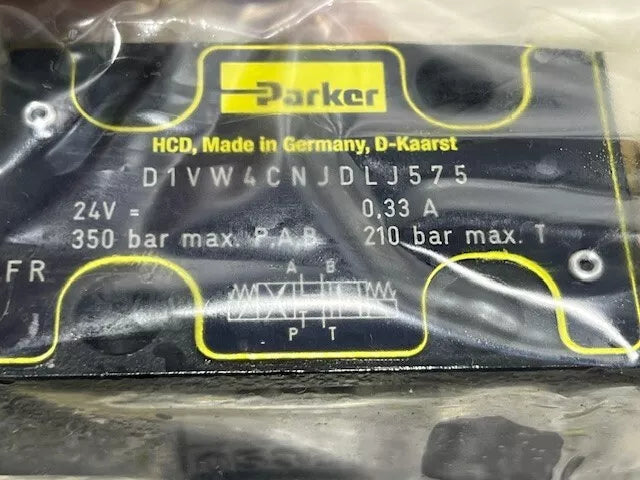 Parker
HCD, Made in Germany, D-Kaarst
D1VW4CNJDLJ575
24V = 0,33 A
350 bar max. P.A.B 210 bar max. T
FR
A B
P T